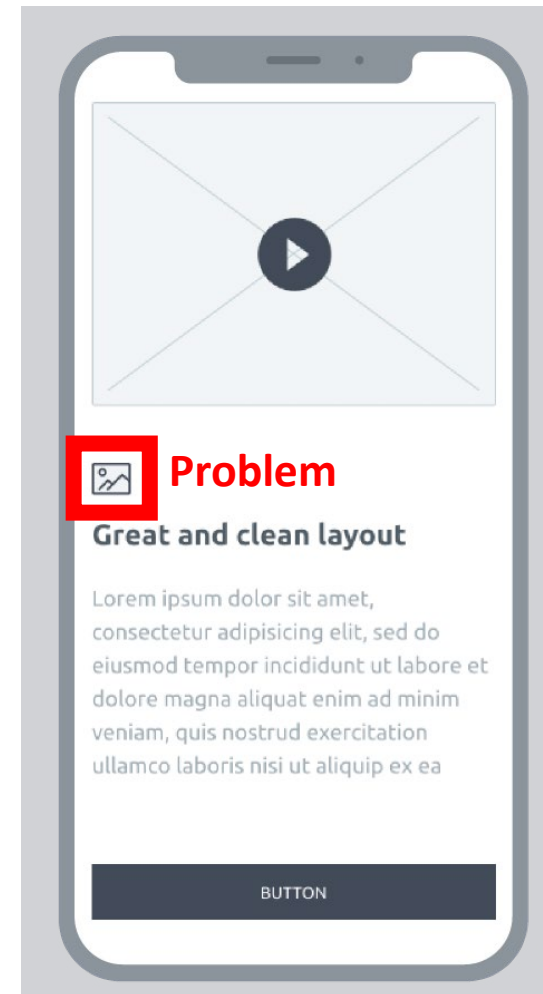 Problem
Great and clean layout
Lorem ipsum dolor sit amet,
consectetur adipisicing elit, sed do
eiusmod tempor incididunt ut labore et
dolore magna aliquat enim ad minim
veniam, quis nostrud exercitation
ullamco laboris nisi ut aliquip ex ea
BUTTON